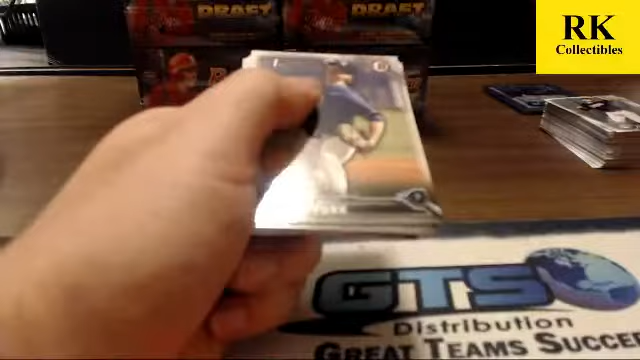 DRAFT
DRAFT
RK
Collectibles
GTS
Distribution
GREAT TEAMS SUCCE